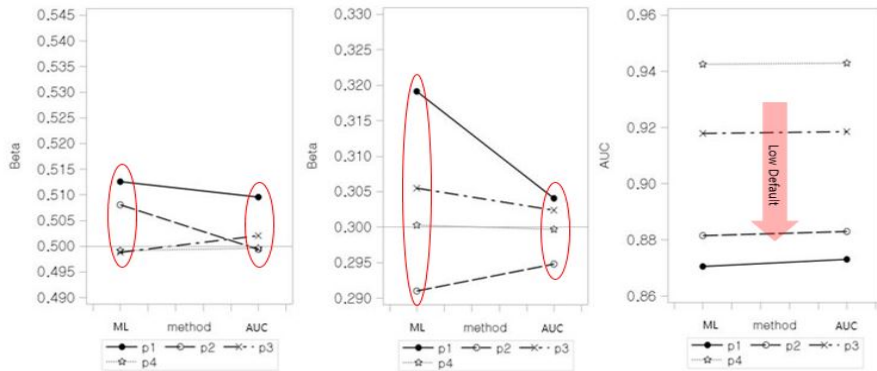 0.545
0.540
0.535
0.530
0.525
0.520
0.515
0.510
0.505
0.500
0.495
0.490
Beta
ML method AUC
p1 p2 p3
p4
0.330
0.325
0.320
0.315
0.310
0.305
0.300
0.295
0.290
Beta
ML method AUC
p1 p2 p3
p4
0.96
0.94
0.92
0.90
0.88
0.86
AUC
Low Default
ML method AUC
p1 p2 p3
p4